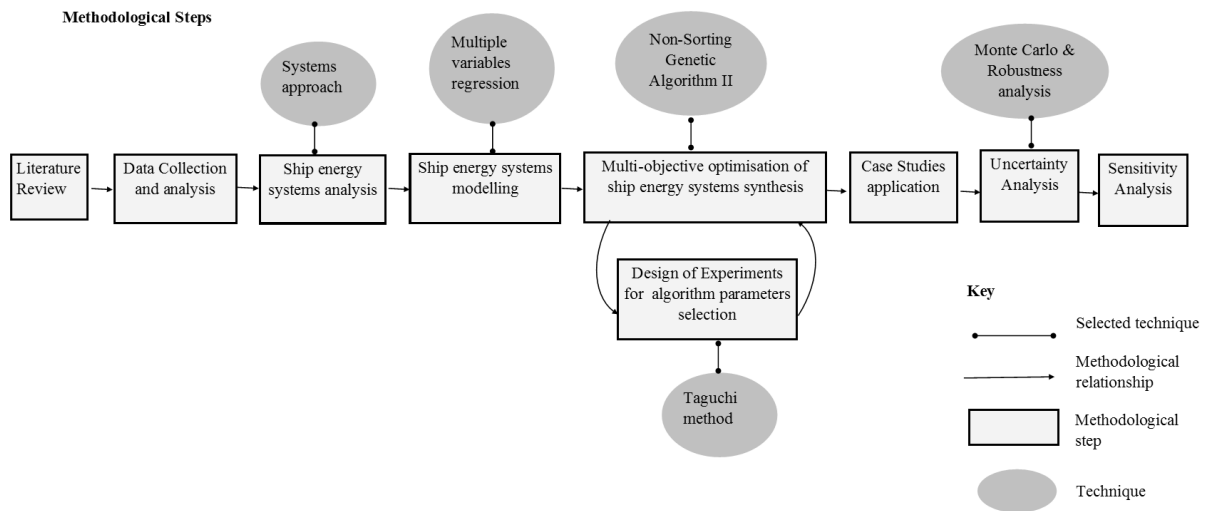 Methodological Steps
Systems
approach
Multiple
variables
regression
Non-Sorting
Genetic
Algorithm II
Monte Carlo &
Robustness
analysis
Literature
Review
Data Collection
and analysis
Ship energy
systems analysis
Ship energy systems
modelling
Multi-objective optimisation of
ship energy systems synthesis
Case Studies
application
Uncertainty
Analysis
Sensitivity
Analysis
Design of Experiments
for algorithm parameters
selection
Taguchi
method
Key
Selected technique
Methodological
relationship
Methodological
step
Technique